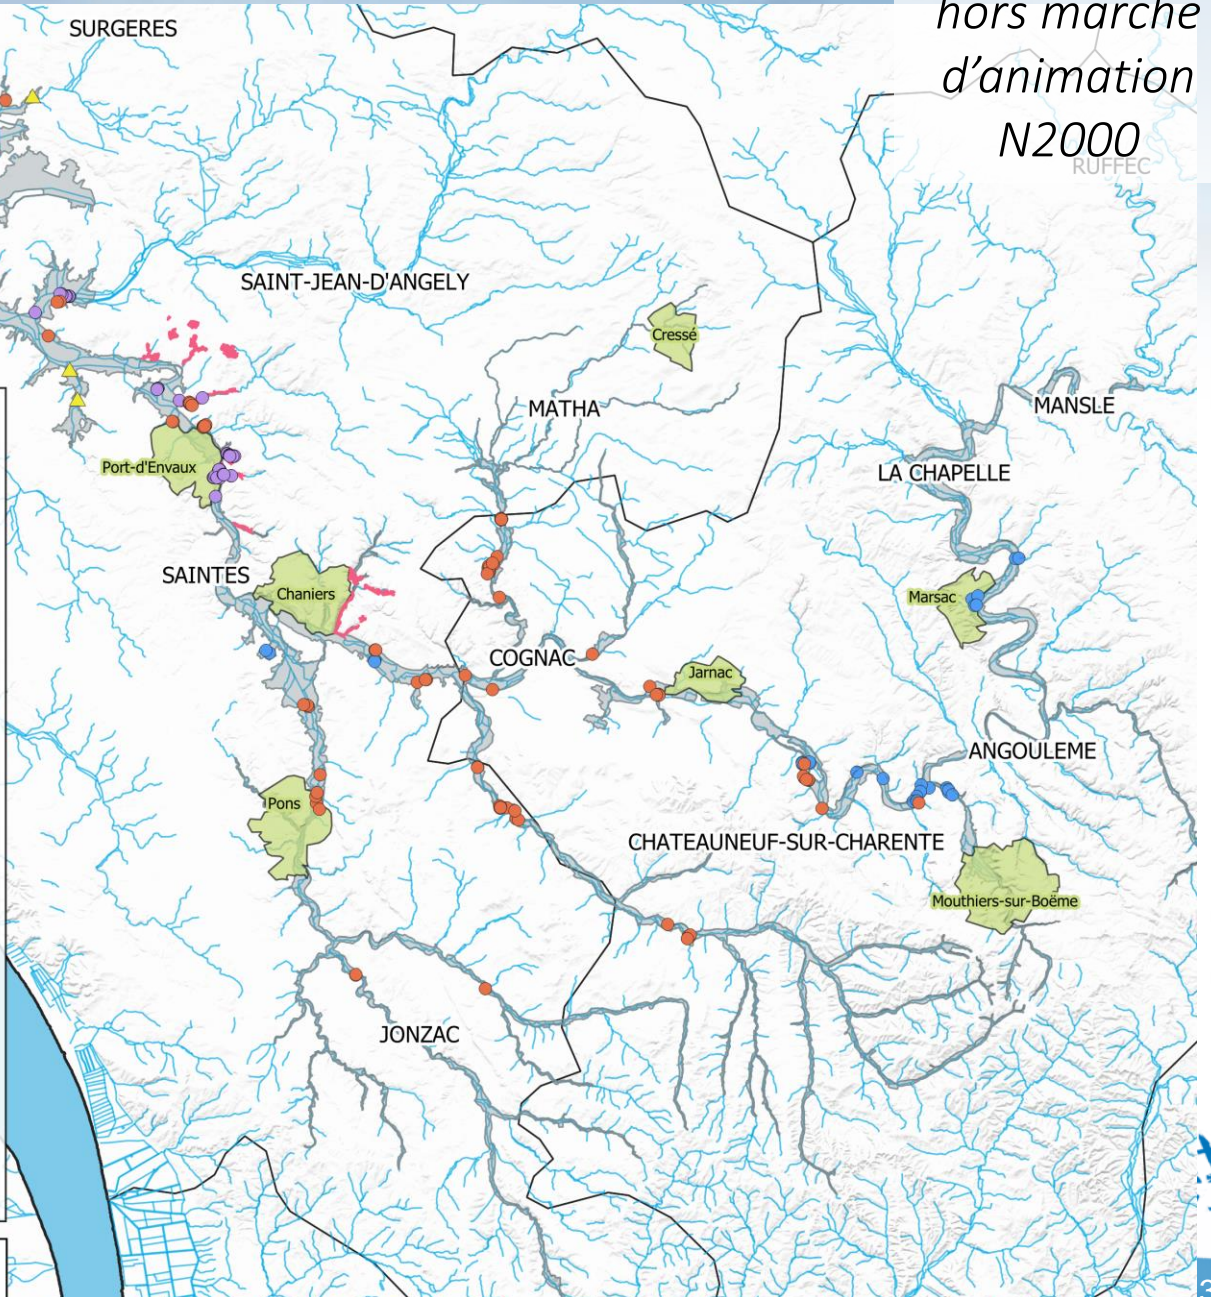 hors marche
d'animation
N2000
SURGERES
RUFFEC
SAINT-JEAN-D'ANGELY
Cressé
MATHA
MANSLE
Port-d'Envaux
LA CHAPELLE
SAINTES
Chaniers
Marsac
COGNAC
Jarnac
ANGOULEME
Pons
CHATEAUNEUF-SUR-CHARENTE
Mouthiers-sur-Boëme
JONZAC